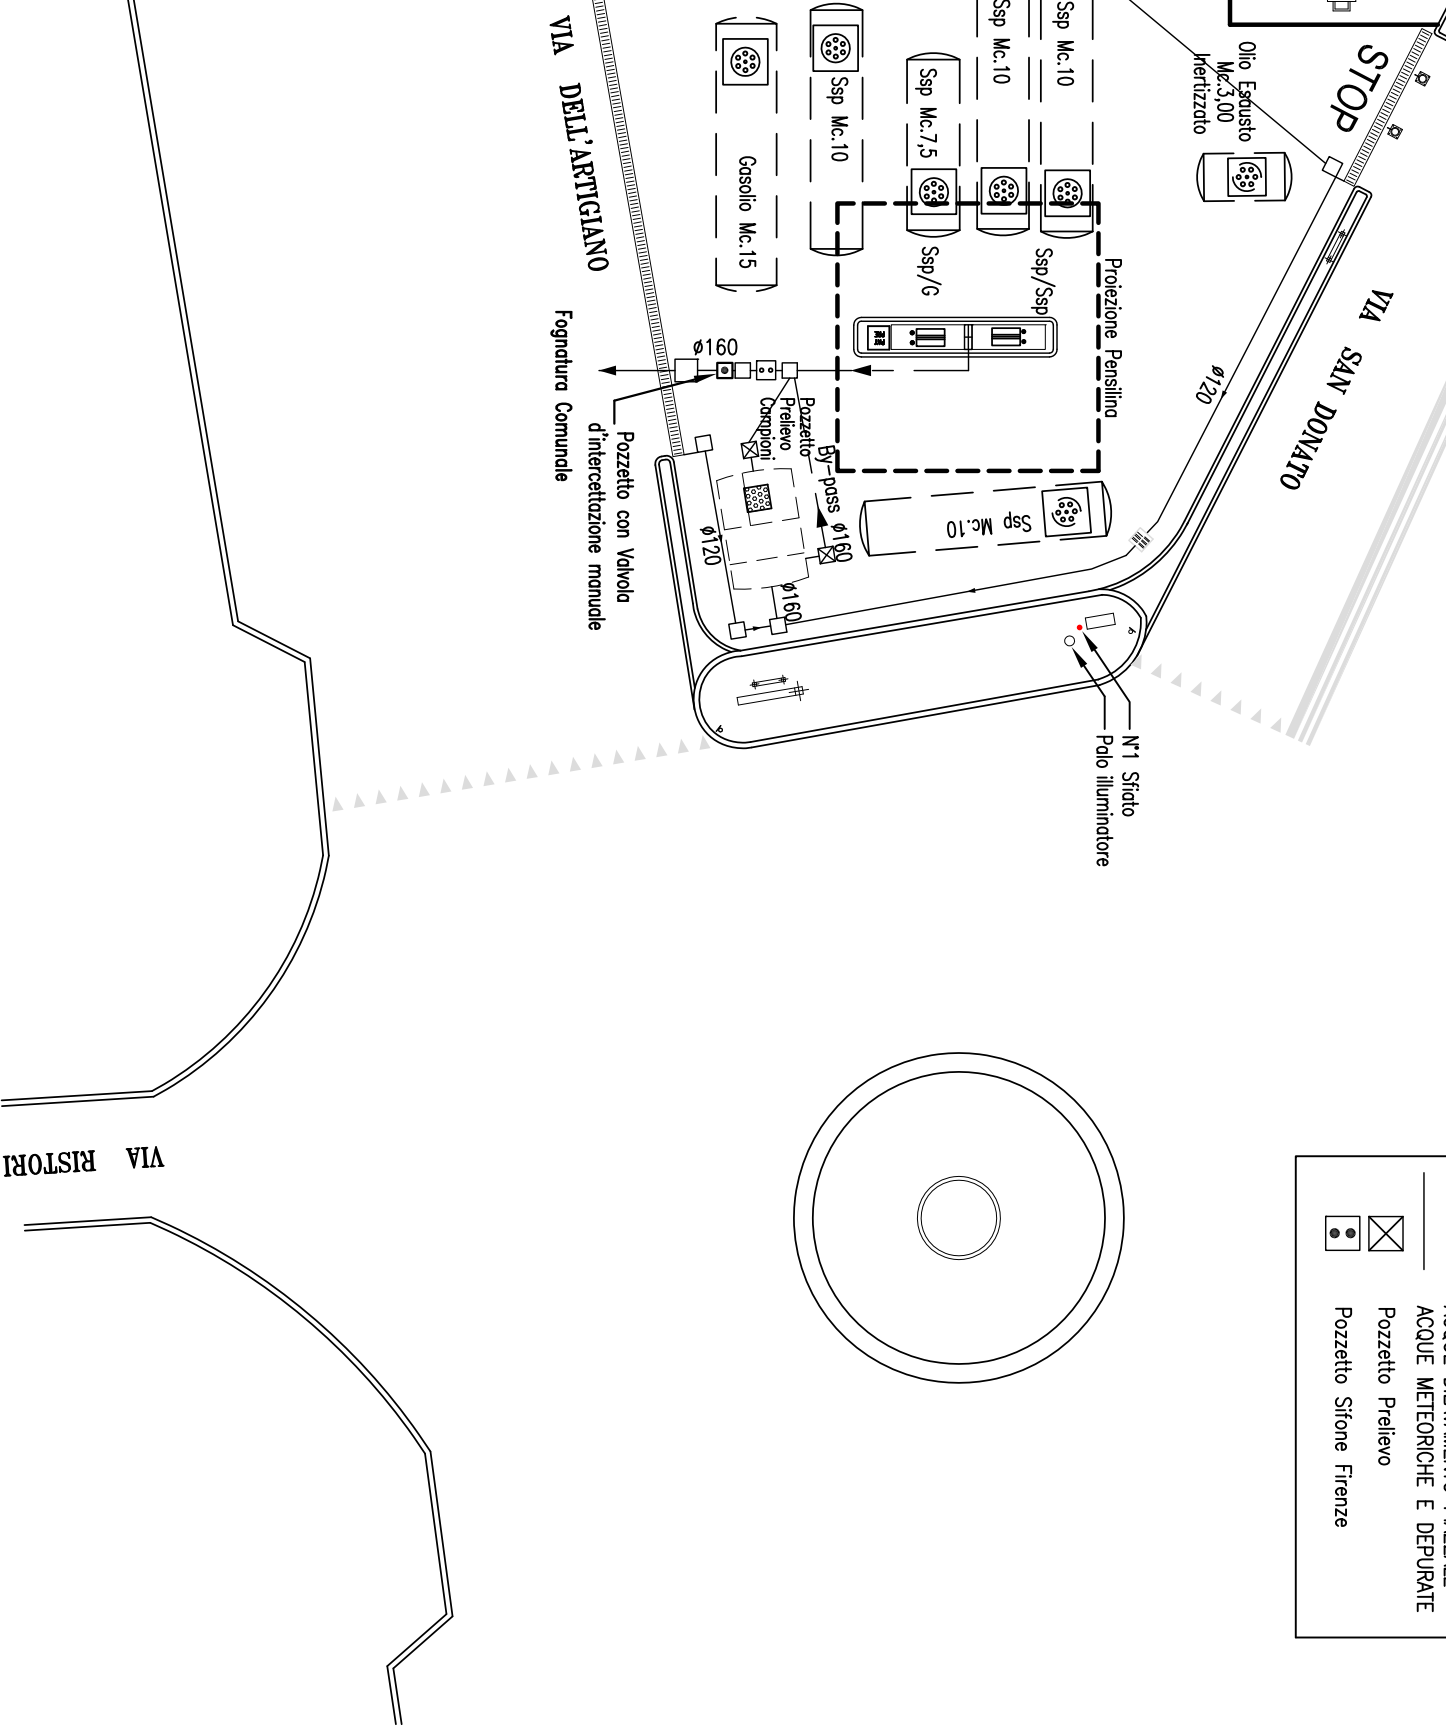 VIA DELL'ARTIGIANO
Gasolio Mc.15
Ssp Mc.10
Ssp Mc.7,5
Ssp Mc.10
Ssp Mc.10
Olio Esausto
Mc.3,00
Inertizzato
STOP
VIA SAN DONATO
Ssp/G
Ssp/Ssp
Proiezione Pensilina
ø160
Fognatura Comunale
Pozzetto con Valvola
d'intercettazione manuale
Pozzetto
Prelievo
Campioni
By-pass ø160
ø120
ø160
Ssp Mc.10
ø120
N°1 Sfiato
Palo illuminatore
VIA RISTORI
ACQUE METEORICHE E DEPURATE
Pozzetto Prelievo
Pozzetto Sifone Firenze